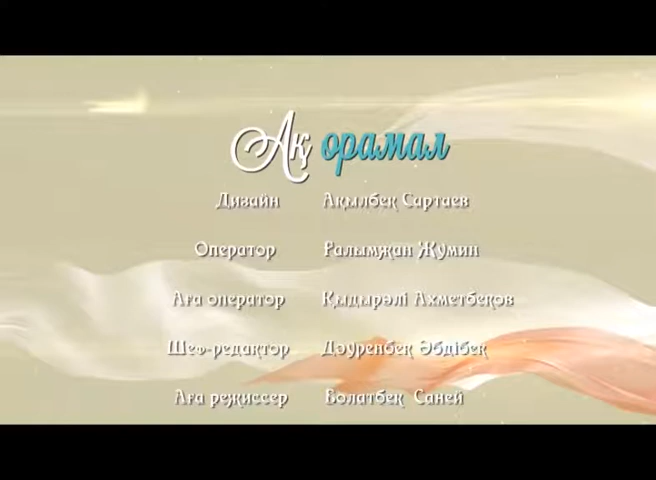 Ақ орамал
Дизайн Ақылбек Сартаев
Оператор Ғалымжан Жумин
Аға оператор Қыдырәлі Ахметбеков
Шеф-редактор Дәуренбек Әбдібек
Аға режиссер Болатбек Саней